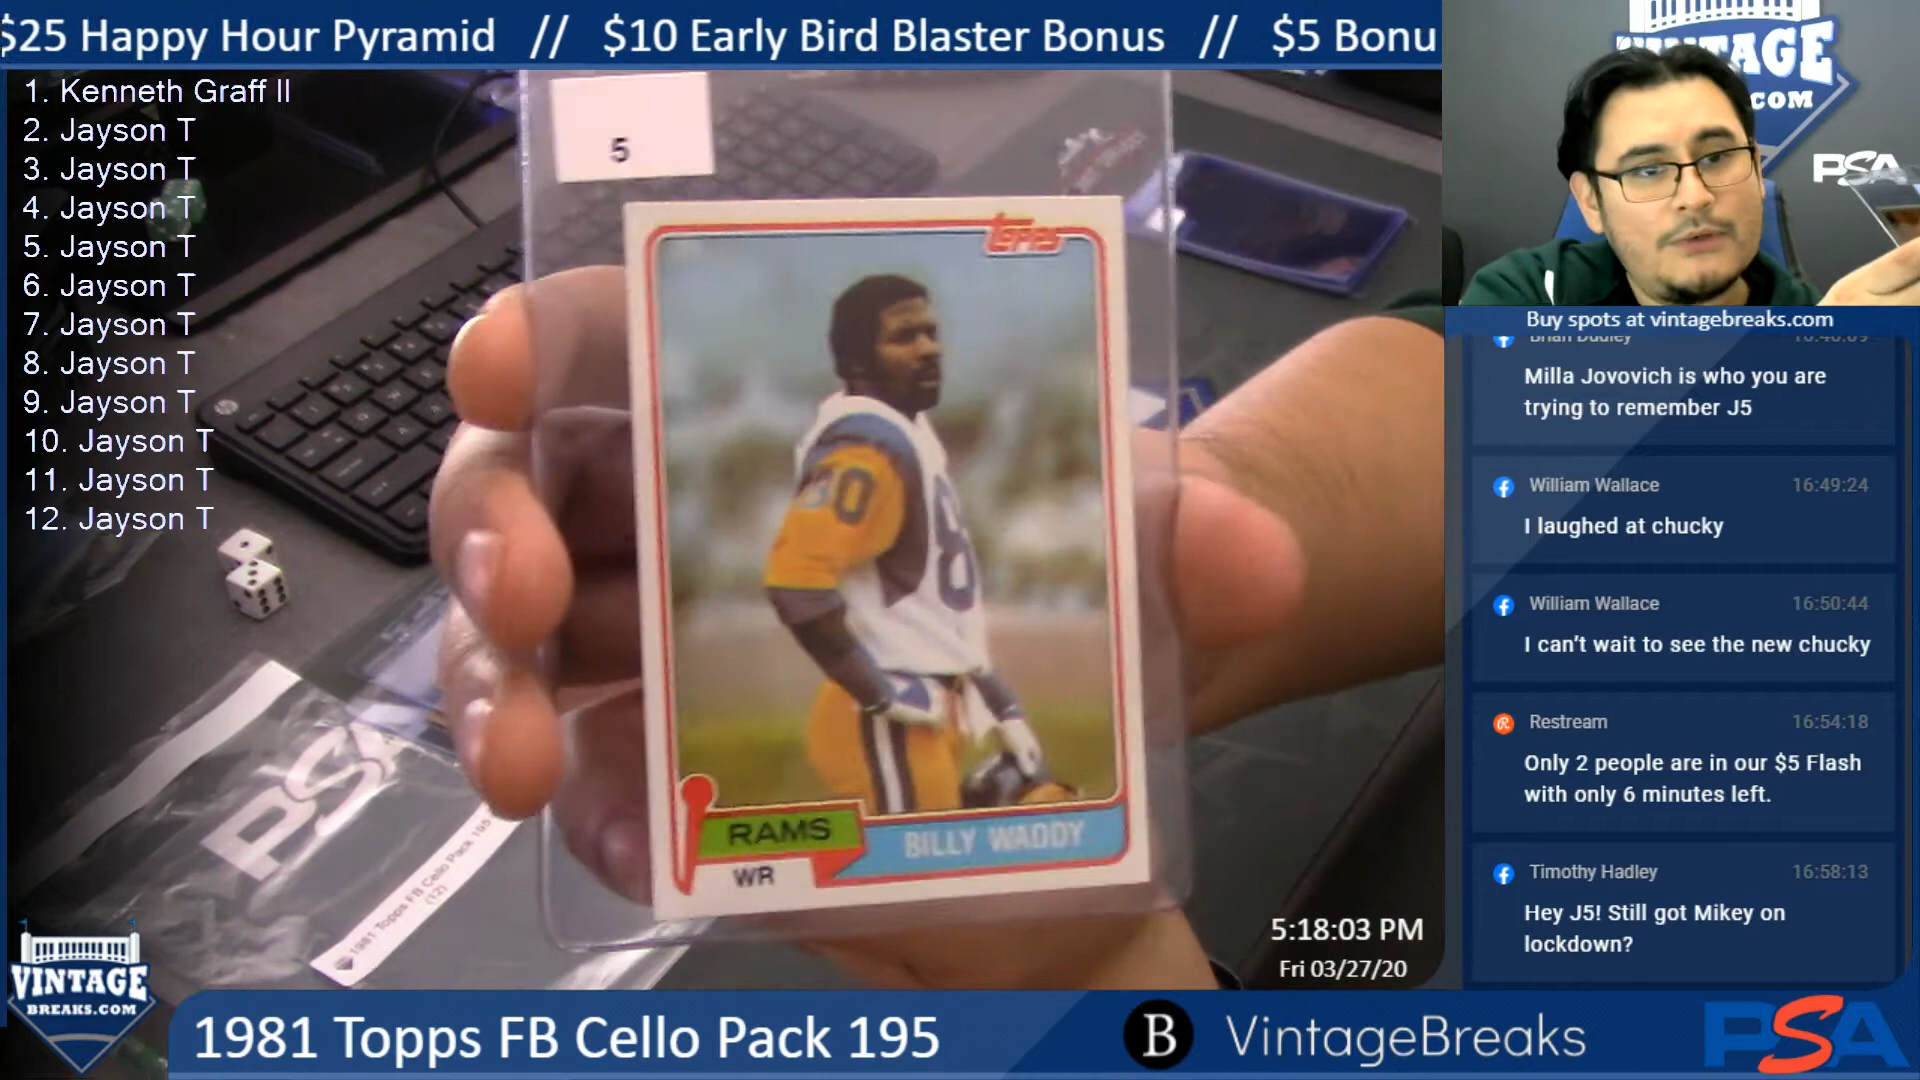 $25 Happy Hour Pyramid // $10 Early Bird Blaster Bonus // $5 Bonu
1. Kenneth Graff II
2. Jayson T
3. Jayson T
4. Jayson T
5. Jayson T
6. Jayson T
7. Jayson T
8. Jayson T
9. Jayson T
10. Jayson T
11. Jayson T
12. Jayson T
5
Topps
80
8
RAMS
BILLY WADDY
WR
PSA
1981 Topps FB Cello Pack 195
(12)
VINTAGE
.COM
PSA
Buy spots at vintagebreaks.com
Brian Dudley
Milla Jovovich is who you are
trying to remember J5
William Wallace 16:49:24
I laughed at chucky
William Wallace 16:50:44
I can't wait to see the new chucky
Restream 16:54:18
Only 2 people are in our $5 Flash
with only 6 minutes left.
Timothy Hadley 16:58:13
Hey J5! Still got Mikey on
lockdown?
5:18:03 PM
Fri 03/27/20
VINTAGE
BREAKS.COM
1981 Topps FB Cello Pack 195
B VintageBreaks
PSA